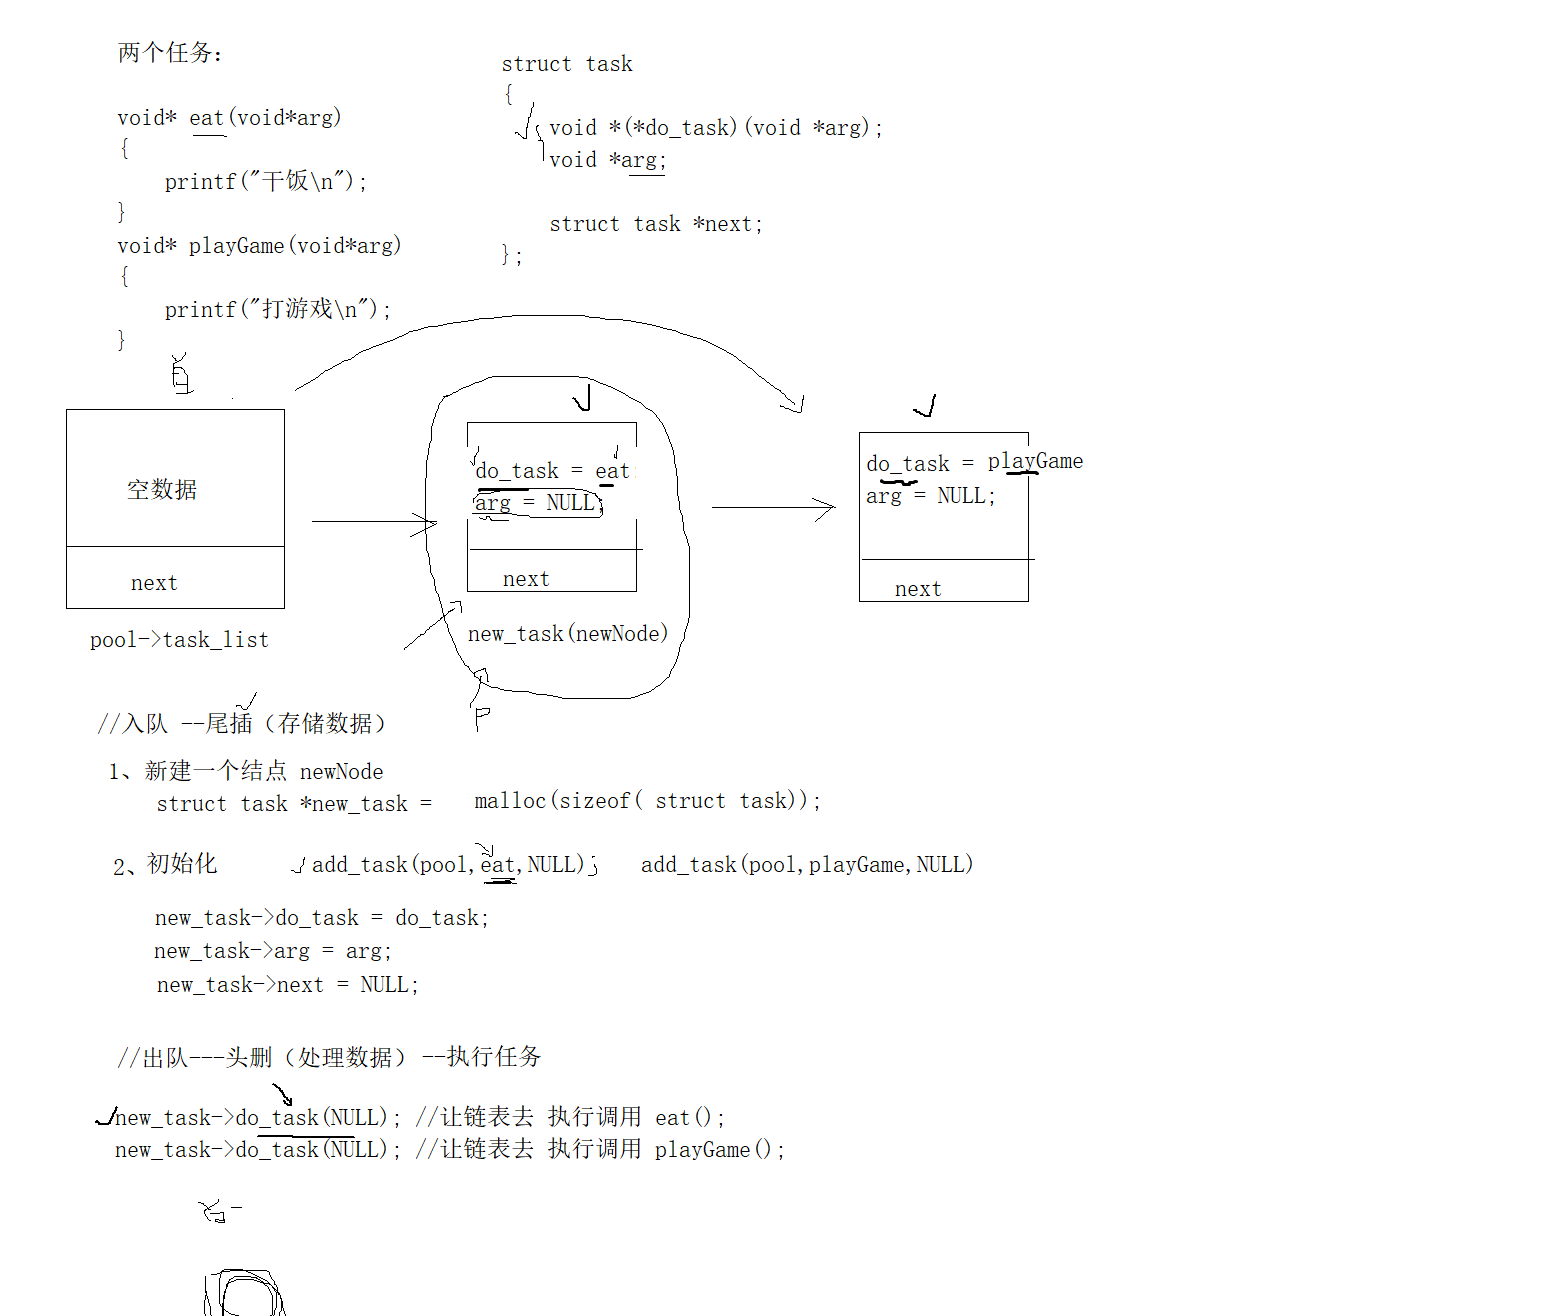 两个任务：
void* eat(void*arg)
{
printf("干饭\n");
}
void* playGame(void*arg)
{
printf("打游戏\n");
}
struct task
{
void *(*do_task)(void *arg);
void *arg;
struct task *next;
};
空数据
next
pool->task_list
do_task = eat
arg = NULL;
next
new_task(newNode)
P
do_task = playGame
arg = NULL;
next
//入队 --尾插（存储数据）
1、新建一个结点 newNode
struct task *new_task = malloc(sizeof( struct task));
2、初始化 add_task(pool,eat,NULL); add_task(pool,playGame,NULL)
new_task->do_task = do_task;
new_task->arg = arg;
new_task->next = NULL;
//出队---头删（处理数据） --执行任务
new_task->do_task(NULL); //让链表去 执行调用 eat();
new_task->do_task(NULL); //让链表去 执行调用 playGame();